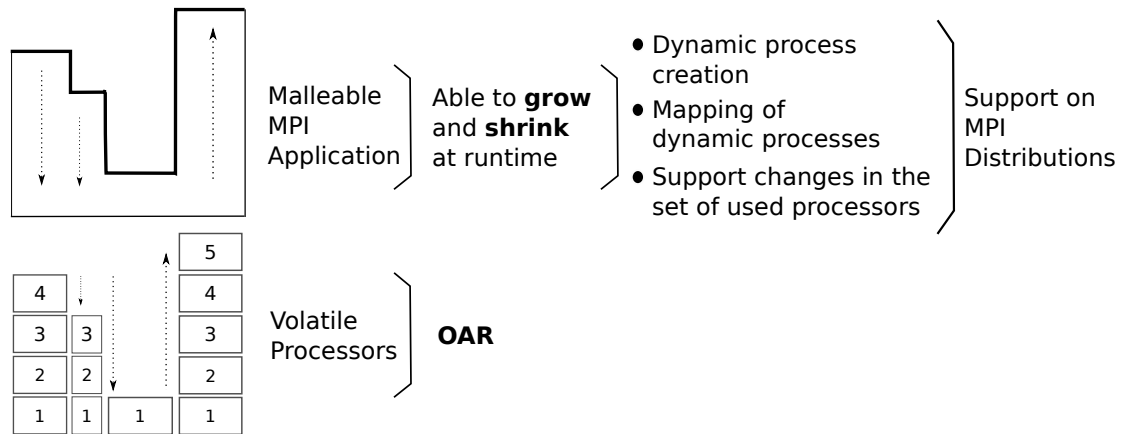 Malleable
MPI
Application
Able to grow
and shrink
at runtime
• Dynamic process
creation
• Mapping of
dynamic processes
• Support changes in the
set of used processors
Support on
MPI
Distributions
5
4
4
3
3
3
2
2
2
1
1
1
1
Volatile
Processors
OAR